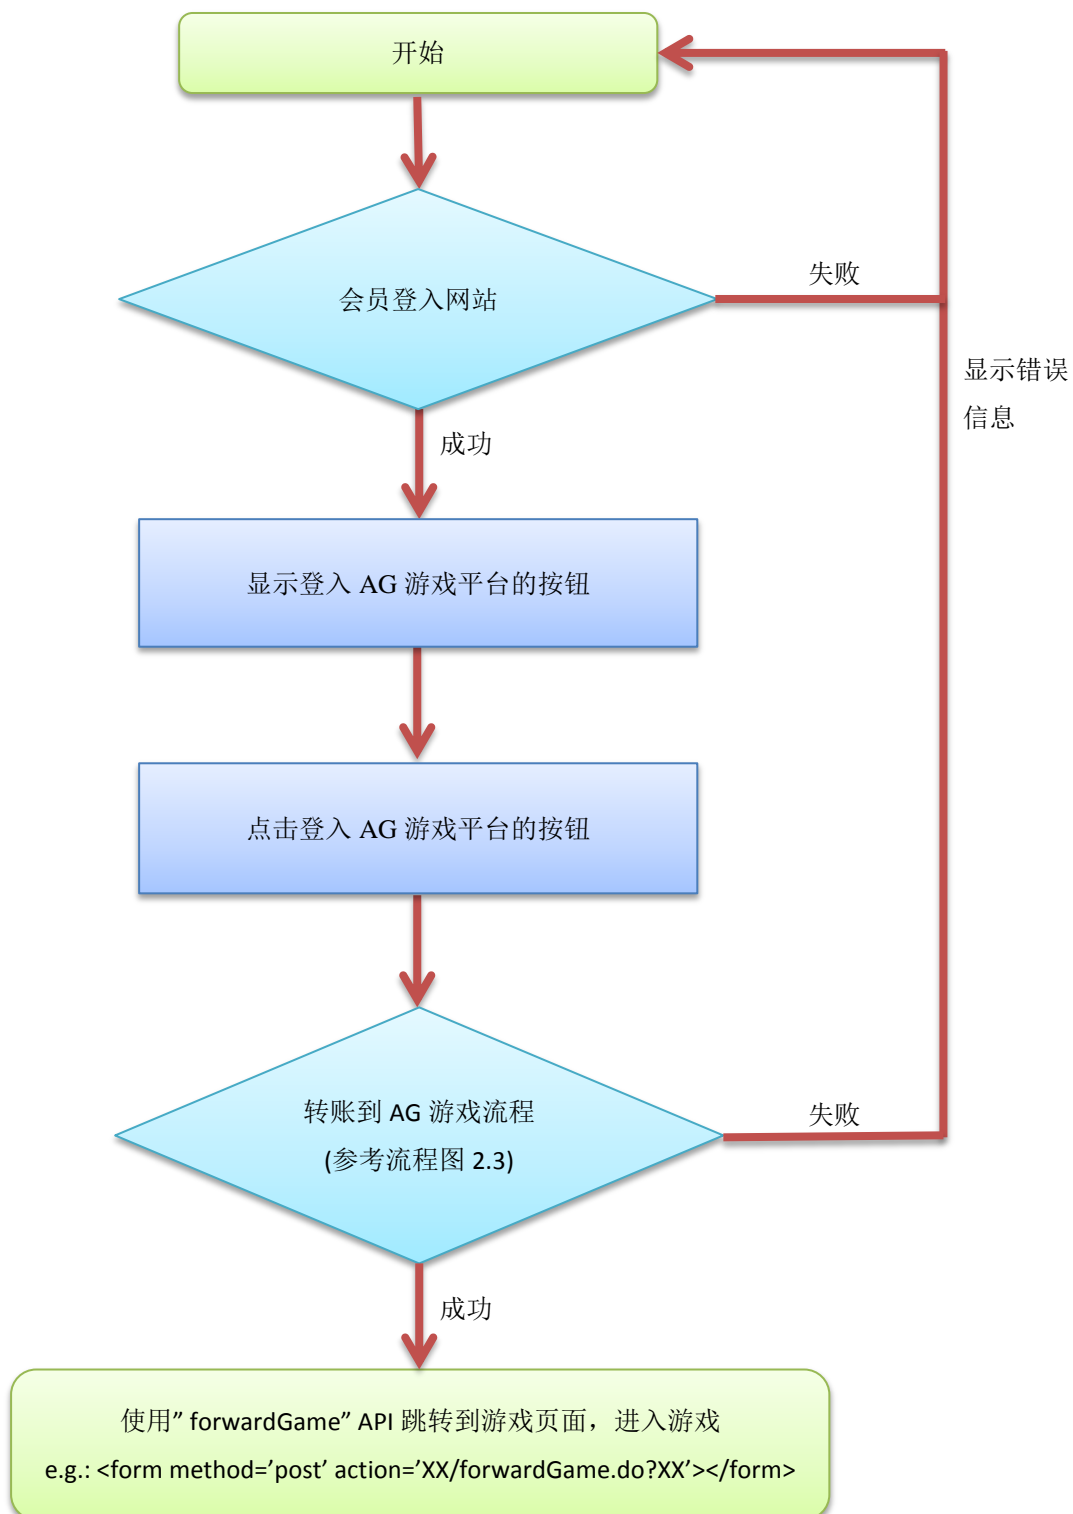 开始
会员登入网站
失败
显示错误
信息
成功
显示登入 AG 游戏平台的按钮
点击登入 AG 游戏平台的按钮
转账到 AG 游戏流程
(参考流程图 2.3)
失败
成功
使用” forwardGame” API 跳转到游戏页面，进入游戏
e.g.: <form method=’post’ action=’XX/forwardGame.do?XX’></form>